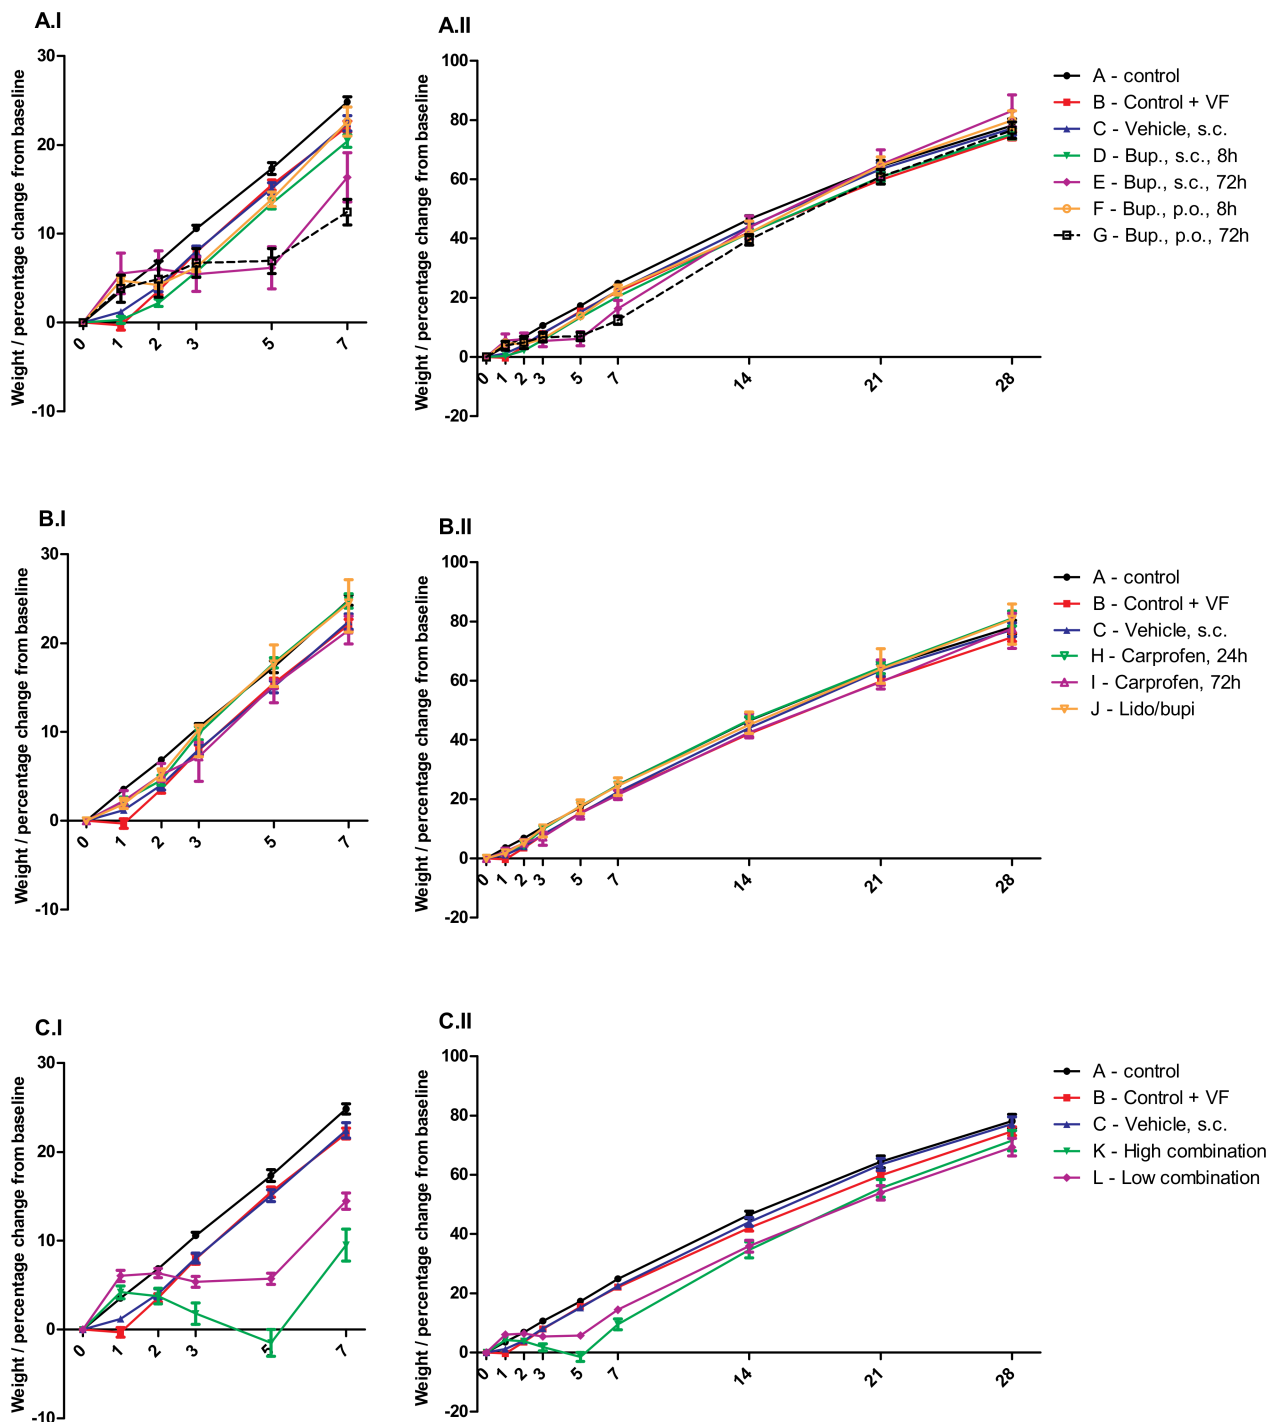 A.I
Weight / percentage change from baseline
30
20
10
0
-10
0 1 2 3 5 7
A.II
Weight / percentage change from baseline
100
80
60
40
20
0
-20
0 1 2 3 5 7 14 21 28
A - control
B - Control + VF
C - Vehicle, s.c.
D - Bup., s.c., 8h
E - Bup., s.c., 72h
F - Bup., p.o., 8h
G - Bup., p.o., 72h
B.I
Weight / percentage change from baseline
30
20
10
0
-10
0 1 2 3 5 7
B.II
Weight / percentage change from baseline
100
80
60
40
20
0
-20
0 1 2 3 5 7 14 21 28
A - control
B - Control + VF
C - Vehicle, s.c.
H - Carprofen, 24h
I - Carprofen, 72h
J - Lido/bupi
C.I
Weight / percentage change from baseline
30
20
10
0
-10
0 1 2 3 5 7
C.II
Weight / percentage change from baseline
100
80
60
40
20
0
-20
0 1 2 3 5 7 14 21 28
A - control
B - Control + VF
C - Vehicle, s.c.
K - High combination
L - Low combination